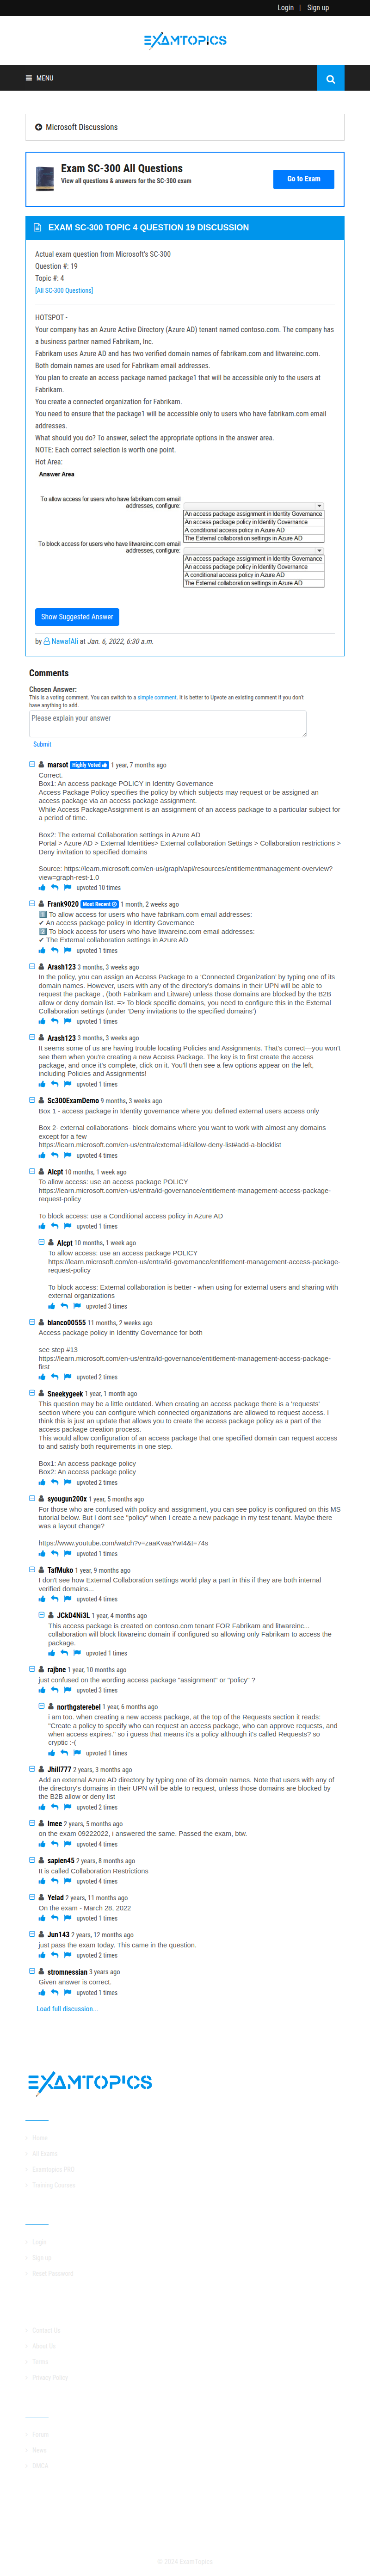 Login | Sign up
EXAMTOPICS
MENU
Microsoft Discussions
Exam SC-300 All Questions
View all questions & answers for the SC-300 exam
Go to Exam
EXAM SC-300 TOPIC 4 QUESTION 19 DISCUSSION
Actual exam question from Microsoft's SC-300
Question #: 19
Topic #: 4
[All SC-300 Questions]
HOTSPOT -
Your company has an Azure Active Directory (Azure AD) tenant named contoso.com. The company has
a business partner named Fabrikam, Inc.
Fabrikam uses Azure AD and has two verified domain names of fabrikam.com and litwareinc.com.
Both domain names are used for Fabrikam email addresses.
You plan to create an access package named package1 that will be accessible only to the users at
Fabrikam.
You create a connected organization for Fabrikam.
You need to ensure that the package1 will be accessible only to users who have fabrikam.com email
addresses.
What should you do? To answer, select the appropriate options in the answer area.
NOTE: Each correct selection is worth one point.
Hot Area:
Answer Area
To allow access for users who have fabrikam.com email
addresses, configure:
An access package assignment in Identity Governance
An access package policy in Identity Governance
A conditional access policy in Azure AD
The External collaboration settings in Azure AD
To block access for users who have litwareinc.com email
addresses, configure:
An access package assignment in Identity Governance
An access package policy in Identity Governance
A conditional access policy in Azure AD
The External collaboration settings in Azure AD
Show Suggested Answer
by NawafAli at Jan. 6, 2022, 6:30 a.m.
Comments
Chosen Answer:
This is a voting comment. You can switch to a simple comment. It is better to Upvote an existing comment if you don't
have anything to add.
Please explain your answer
Submit
marsot Highly Voted 1 year, 7 months ago
Correct,
Box1: An access package POLICY in Identity Governance
Access Package Policy specifies the policy by which subjects may request or be assigned an
access package via an access package assignment.
While Access PackageAssignment is an assignment of an access package to a particular subject for
a period of time.
Box2: The external Collaboration settings in Azure AD
Portal > Azure AD > External Identities> External collaboration Settings > Collaboration restrictions >
Deny invitation to specified domains
Source: https://learn.microsoft.com/en-us/graph/api/resources/entitlementmanagement-overview?
view=graph-rest-1.0
upvoted 10 times
Frank9020 Most Recent 1 month, 2 weeks ago
1️⃣ To allow access for users who have fabrikam.com email addresses:
✔ An access package policy in Identity Governance
2️⃣ To block access for users who have litwareinc.com email addresses:
✔ The External collaboration settings in Azure AD
upvoted 1 times
Arash123 3 months, 3 weeks ago
In the policy, you can assign an Access Package to a 'Connected Organization' by typing one of its
domain names. However, users with any of the directory's domains in their UPN will be able to
request the package , (both Fabrikam and Litware) unless those domains are blocked by the B2B
allow or deny domain list. => To block specific domains, you need to configure this in the External
Collaboration settings (under 'Deny invitations to the specified domains')
upvoted 1 times
Arash123 3 months, 3 weeks ago
It seems some of us are having trouble locating Policies and Assignments. That's correct—you won't
see them when you're creating a new Access Package. The key is to first create the access
package, and once it's complete, click on it. You'll then see a few options appear on the left,
including Policies and Assignments!
upvoted 1 times
Sc300ExamDemo 9 months, 3 weeks ago
Box 1 - access package in Identity governance where you defined external users access only
Box 2- external collaborations- block domains where you want to work with almost any domains
except for a few
https://learn.microsoft.com/en-us/entra/external-id/allow-deny-list#add-a-blocklist
upvoted 4 times
Alcpt 10 months, 1 week ago
To allow access: use an access package POLICY
https://learn.microsoft.com/en-us/entra/id-governance/entitlement-management-access-package-
request-policy
To block access: use a Conditional access policy in Azure AD
upvoted 1 times
Alcpt 10 months, 1 week ago
To allow access: use an access package POLICY
https://learn.microsoft.com/en-us/entra/id-governance/entitlement-management-access-package-
request-policy
To block access: External collaboration is better - when using for external users and sharing with
external organizations
upvoted 3 times
blanco00555 11 months, 2 weeks ago
Access package policy in Identity Governance for both
see step #13
https://learn.microsoft.com/en-us/entra/id-governance/entitlement-management-access-package-
first
upvoted 2 times
Sneekygeek 1 year, 1 month ago
This question may be a little outdated. When creating an access package there is a 'requests'
section where you can configure which connected organizations are allowed to request access. I
think this is just an update that allows you to create the access package policy as a part of the
access package creation process.
This would allow configuration of an access package that one specified domain can request access
to and satisfy both requirements in one step.
Box1: An access package policy
Box2: An access package policy
upvoted 2 times
syougun200x 1 year, 5 months ago
For those who are confused with policy and assignment, you can see policy is configured on this MS
tutorial below. But I dont see "policy" when I create a new package in my test tenant. Maybe there
was a layout change?
https://www.youtube.com/watch?v=zaaKvaaYwI4&t=74s
upvoted 1 times
TafMuko 1 year, 9 months ago
I don't see how External Collaboration settings world play a part in this if they are both internal
verified domains...
upvoted 4 times
JCkD4Ni3L 1 year, 4 months ago
This access package is created on contoso.com tenant FOR Fabrikam and litwareinc...
collaboration will block litwareinc domain if configured so allowing only Fabrikam to access the
package.
upvoted 1 times
rajbne 1 year, 10 months ago
just confused on the wording access package "assignment" or "policy" ?
upvoted 3 times
northgaterebel 1 year, 6 months ago
i am too. when creating a new access package, at the top of the Requests section it reads:
"Create a policy to specify who can request an access package, who can approve requests, and
when access expires." so i guess that means it's a policy although it's called Requests? so
cryptic :-(
upvoted 1 times
Jhill777 2 years, 3 months ago
Add an external Azure AD directory by typing one of its domain names. Note that users with any of
the directory's domains in their UPN will be able to request, unless those domains are blocked by
the B2B allow or deny list
upvoted 2 times
Imee 2 years, 5 months ago
on the exam 09222022, i answered the same. Passed the exam, btw.
upvoted 4 times
sapien45 2 years, 8 months ago
It is called Collaboration Restrictions
upvoted 4 times
Yelad 2 years, 11 months ago
On the exam - March 28, 2022
upvoted 1 times
Jun143 2 years, 12 months ago
just pass the exam today. This came in the question.
upvoted 2 times
stromnessian 3 years ago
Given answer is correct.
upvoted 1 times
Load full discussion...
EXAMTOPICS
Home
All Exams
Examtopics PRO
Training Courses
Login
Sign up
Reset Password
Contact Us
About Us
Terms
Privacy Policy
Forum
News
DMCA
© 2024 ExamTopics